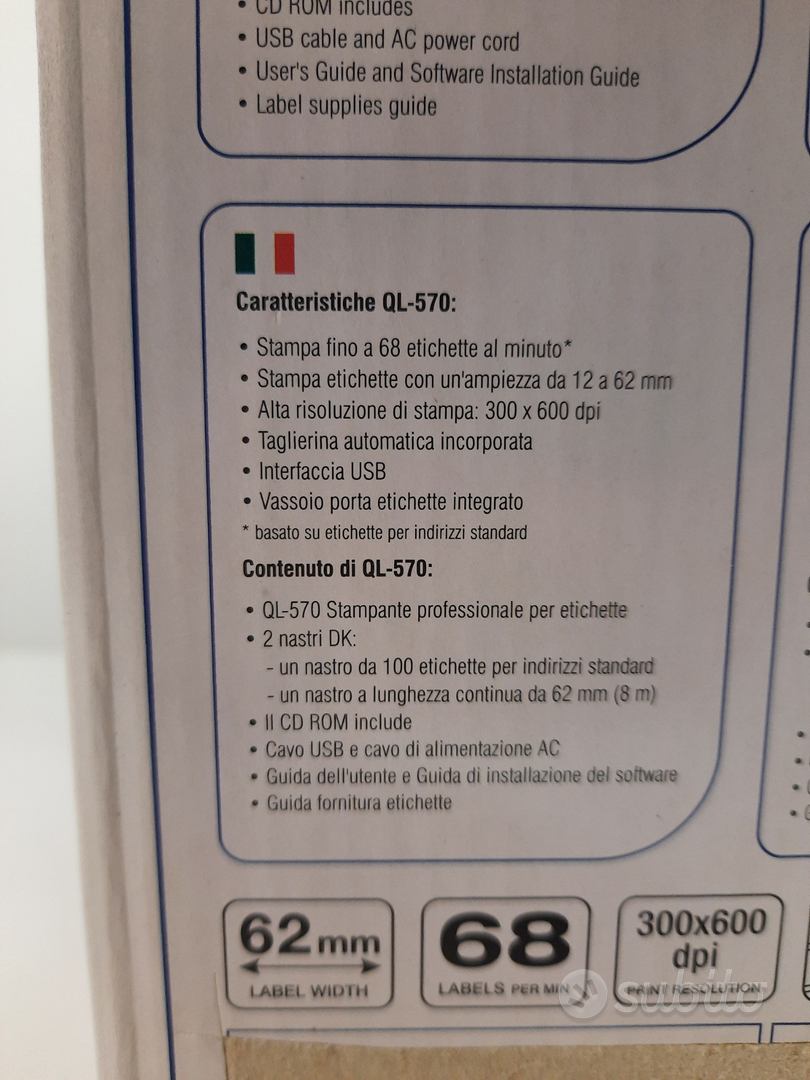 • CD ROM includes
• USB cable and AC power cord
• User's Guide and Software Installation Guide
• Label supplies guide
Caratteristiche QL-570:
• Stampa fino a 68 etichette al minuto*
• Stampa etichette con un'ampiezza da 12 a 62 mm
• Alta risoluzione di stampa: 300 x 600 dpi
• Taglierina automatica incorporata
• Interfaccia USB
• Vassoio porta etichette integrato
* basato su etichette per indirizzi standard
Contenuto di QL-570:
• QL-570 Stampante professionale per etichette
• 2 nastri DK:
- un nastro da 100 etichette per indirizzi standard
- un nastro a lunghezza continua da 62 mm (8 m)
• Il CD ROM include
• Cavo USB e cavo di alimentazione AC
• Guida dell'utente e Guida di installazione del software
• Guida fornitura etichette
62 mm
LABEL WIDTH
68
LABELS PER MIN
300x600
dpi
PRINT RESOLUTION
subito